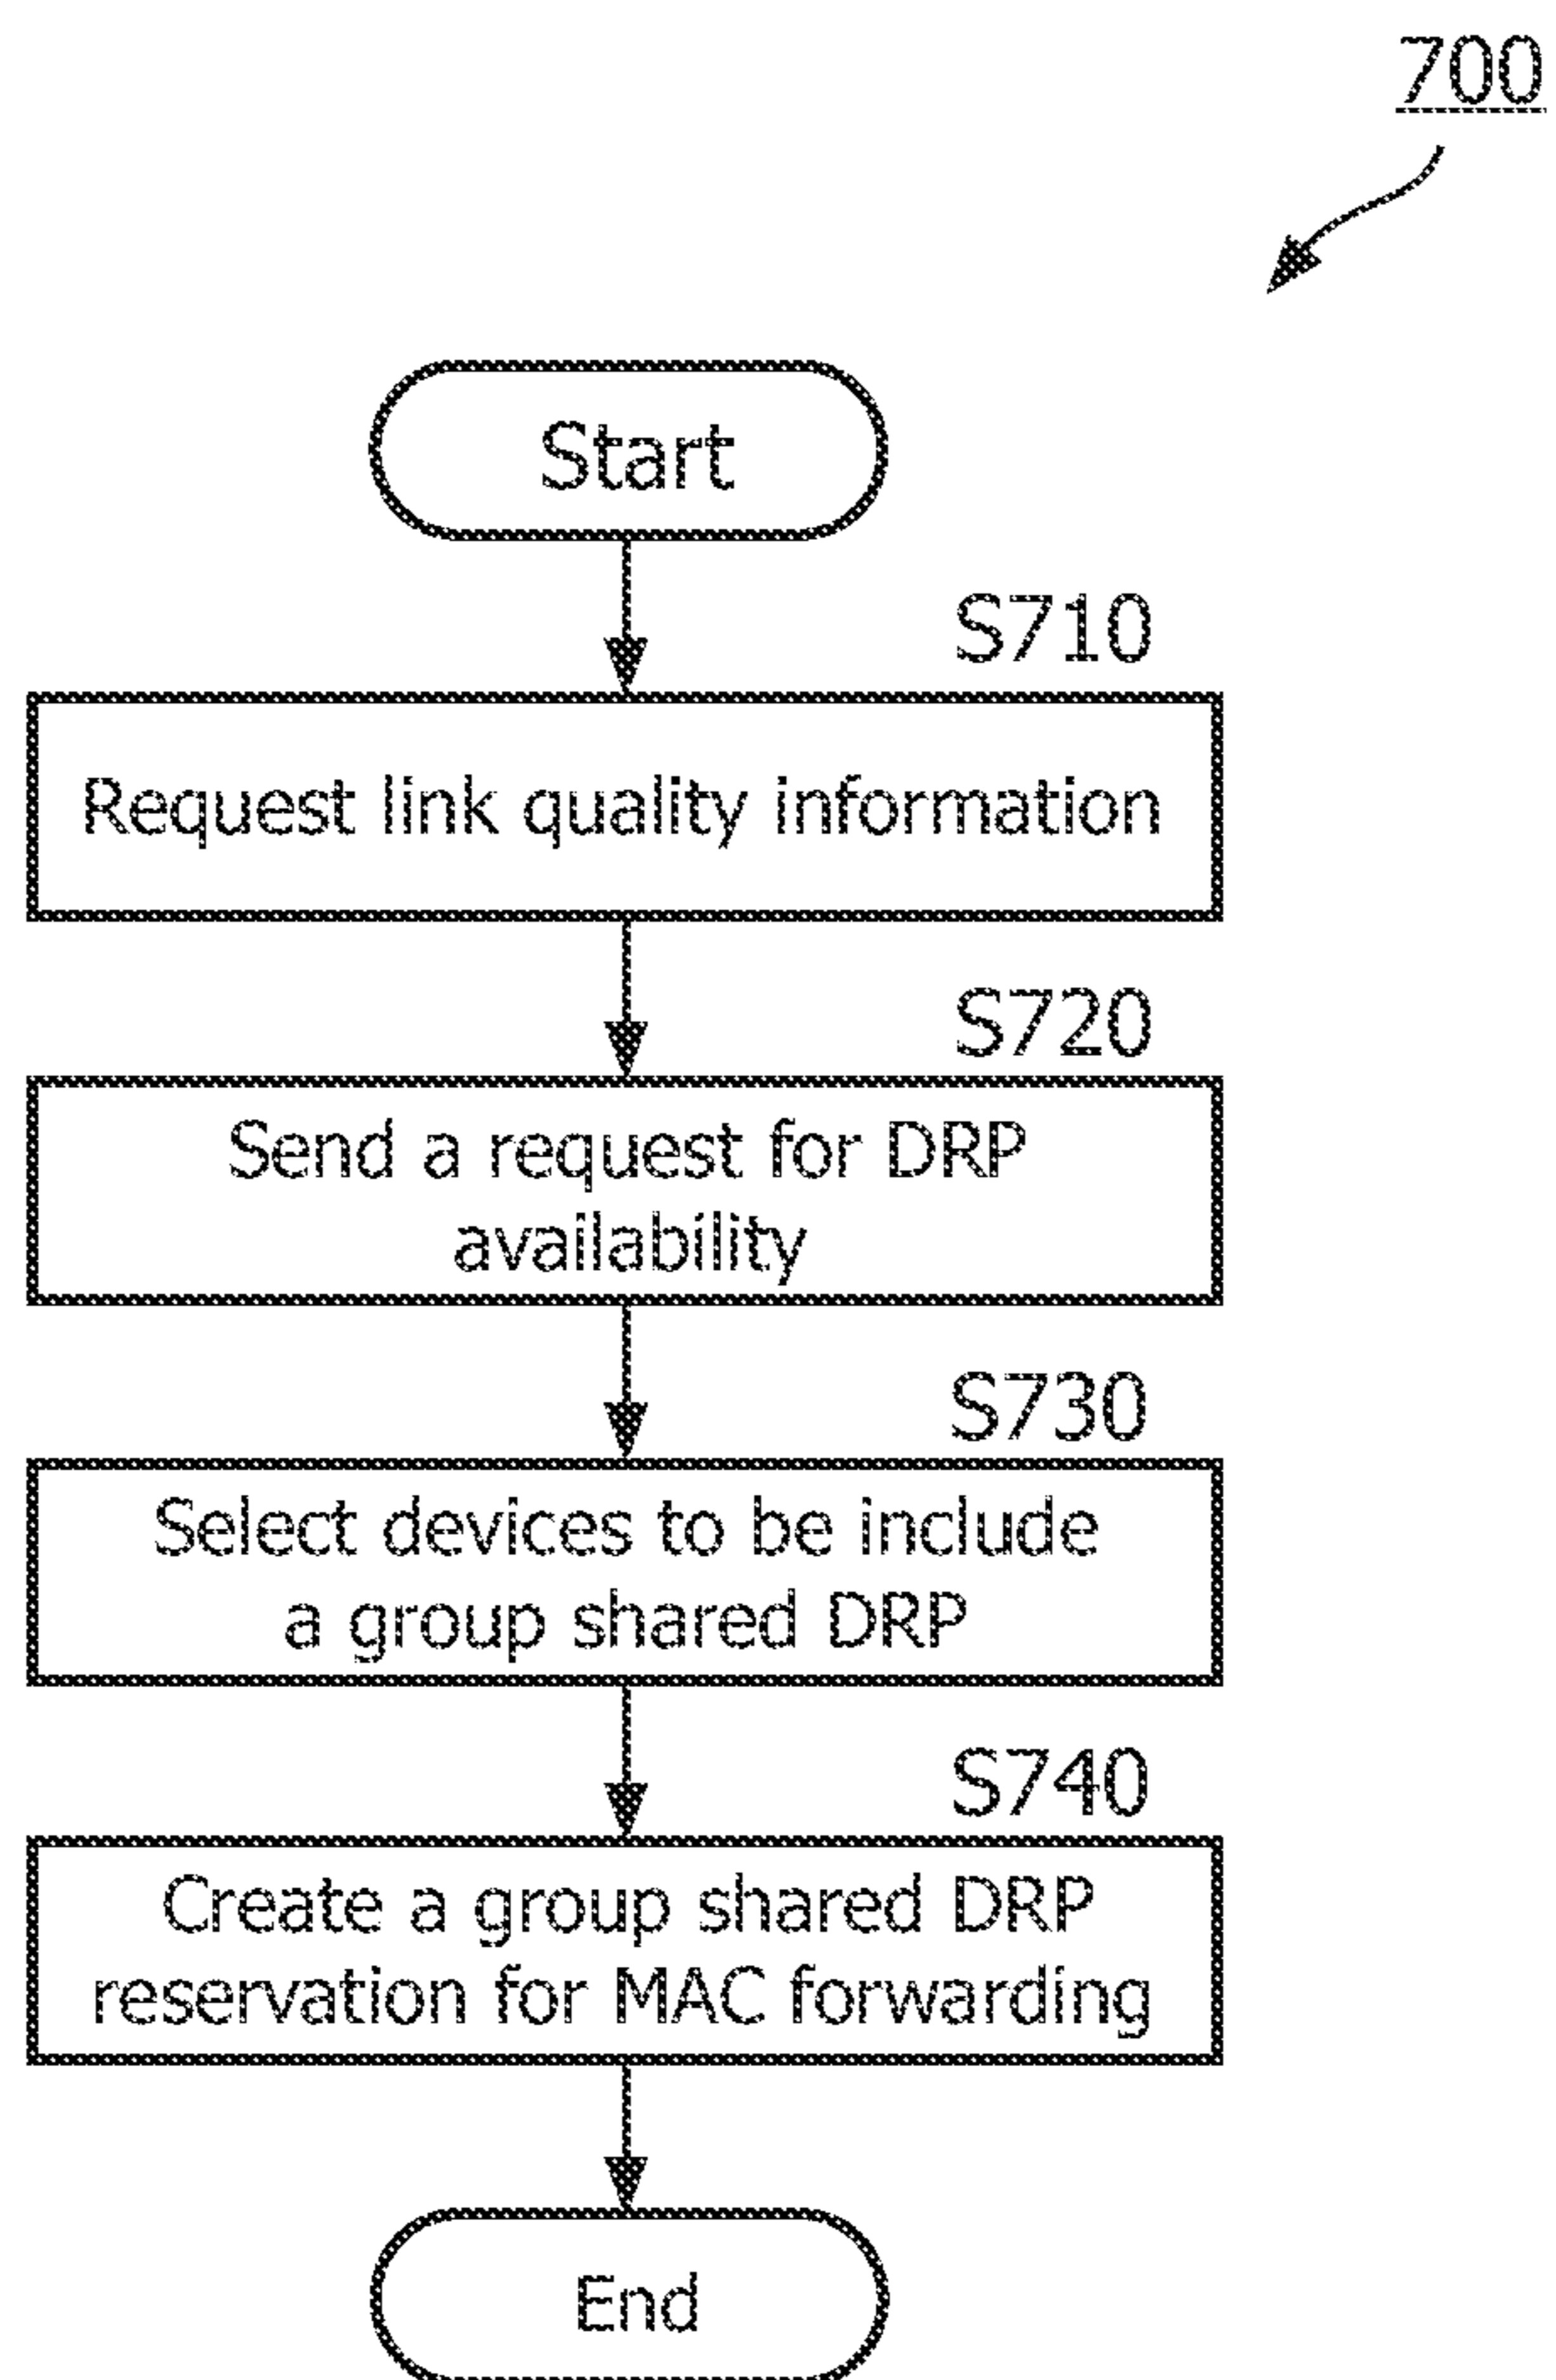 700
Start
S710
Request link quality information
S720
Send a request for DRP
availability
S730
Select devices to be include
a group shared DRP
S740
Create a group shared DRP
reservation for MAC forwarding
End